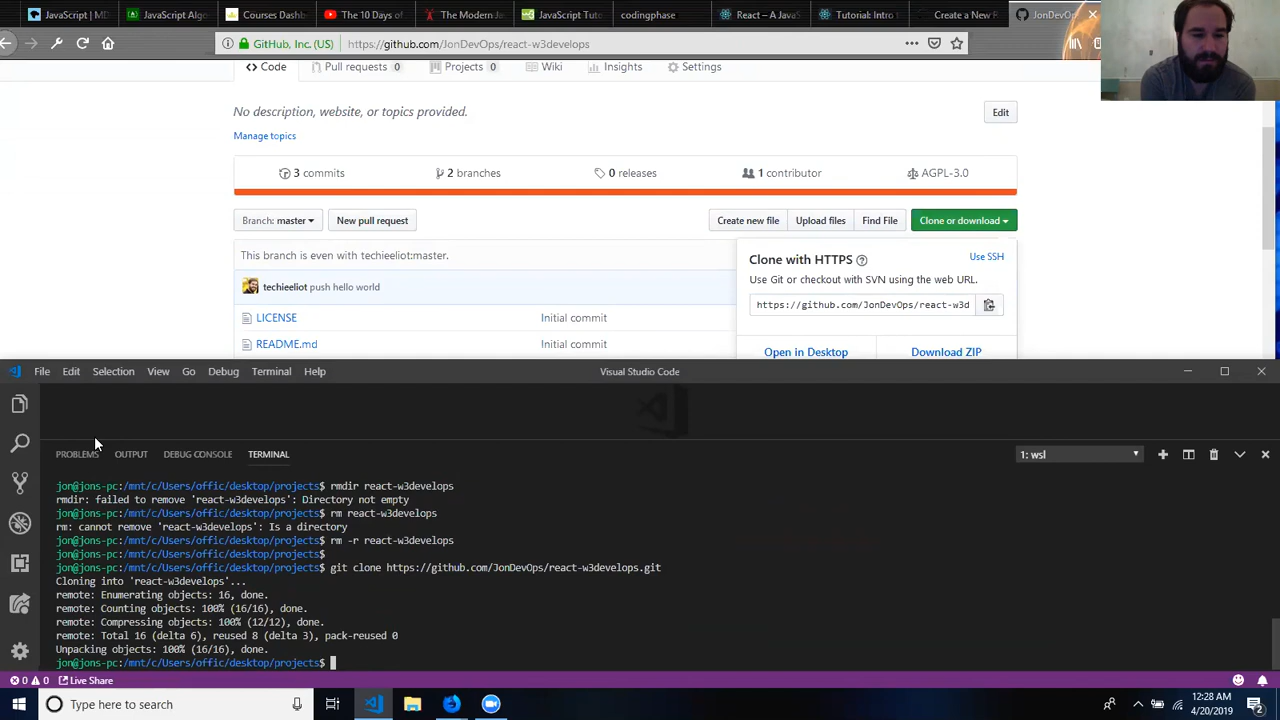 JavaScript | MD
JavaScript Algo
Courses Dashb
The 10 Days of
The Modern Ja
JavaScript Tuto
codingphase
React – A JavaS
Tutorial: Intro t
Create a New R
JonDevOps
GitHub, Inc. (US)
https://github.com/JonDevOps/react-w3develops
Code
Pull requests 0
Projects 0
Wiki
Insights
Settings
No description, website, or topics provided.
Edit
Manage topics
3 commits
2 branches
0 releases
1 contributor
AGPL-3.0
Branch: master
New pull request
Create new file
Upload files
Find File
Clone or download
This branch is even with techieeliot:master.
Clone with HTTPS
Use SSH
Use Git or checkout with SVN using the web URL.
techieeliot push hello world
https://github.com/JonDevOps/react-w3d
LICENSE
Initial commit
README.md
Initial commit
Open in Desktop
Download ZIP
File Edit Selection View Go Debug Terminal Help
Visual Studio Code
PROBLEMS OUTPUT DEBUG CONSOLE TERMINAL
1: wsl
jon@jons-pc:/mnt/c/Users/offic/desktop/projects$ rmdir react-w3develops
rmdir: failed to remove 'react-w3develops': Directory not empty
jon@jons-pc:/mnt/c/Users/offic/desktop/projects$ rm react-w3develops
rm: cannot remove 'react-w3develops': Is a directory
jon@jons-pc:/mnt/c/Users/offic/desktop/projects$ rm -r react-w3develops
jon@jons-pc:/mnt/c/Users/offic/desktop/projects$
jon@jons-pc:/mnt/c/Users/offic/desktop/projects$ git clone https://github.com/JonDevOps/react-w3develops.git
Cloning into 'react-w3develops'...
remote: Enumerating objects: 16, done.
remote: Counting objects: 100% (16/16), done.
remote: Compressing objects: 100% (12/12), done.
remote: Total 16 (delta 6), reused 8 (delta 3), pack-reused 0
Unpacking objects: 100% (16/16), done.
jon@jons-pc:/mnt/c/Users/offic/desktop/projects$
0 0 Live Share
Type here to search
12:28 AM
4/20/2019
2